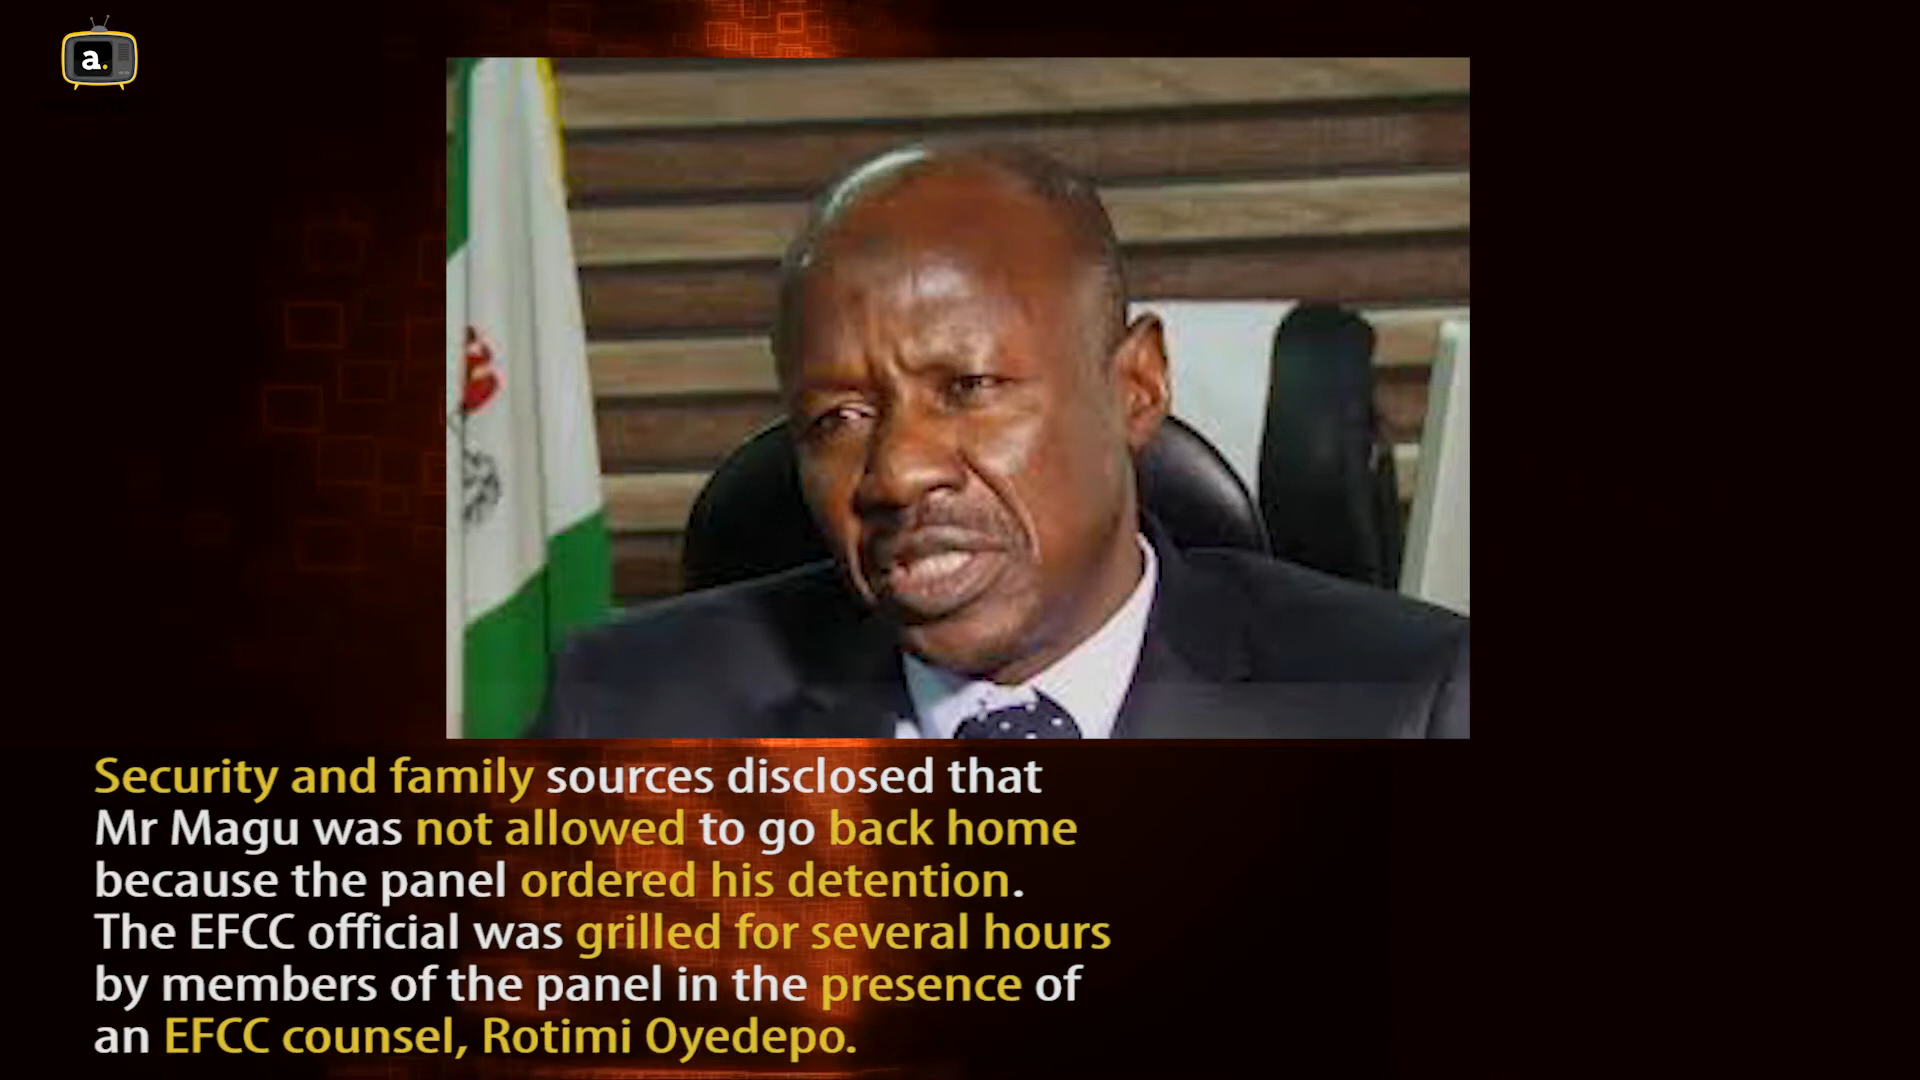 a.
Security and family sources disclosed that
Mr Magu was not allowed to go back home
because the panel ordered his detention.
The EFCC official was grilled for several hours
by members of the panel in the presence of
an EFCC counsel, Rotimi Oyedepo.